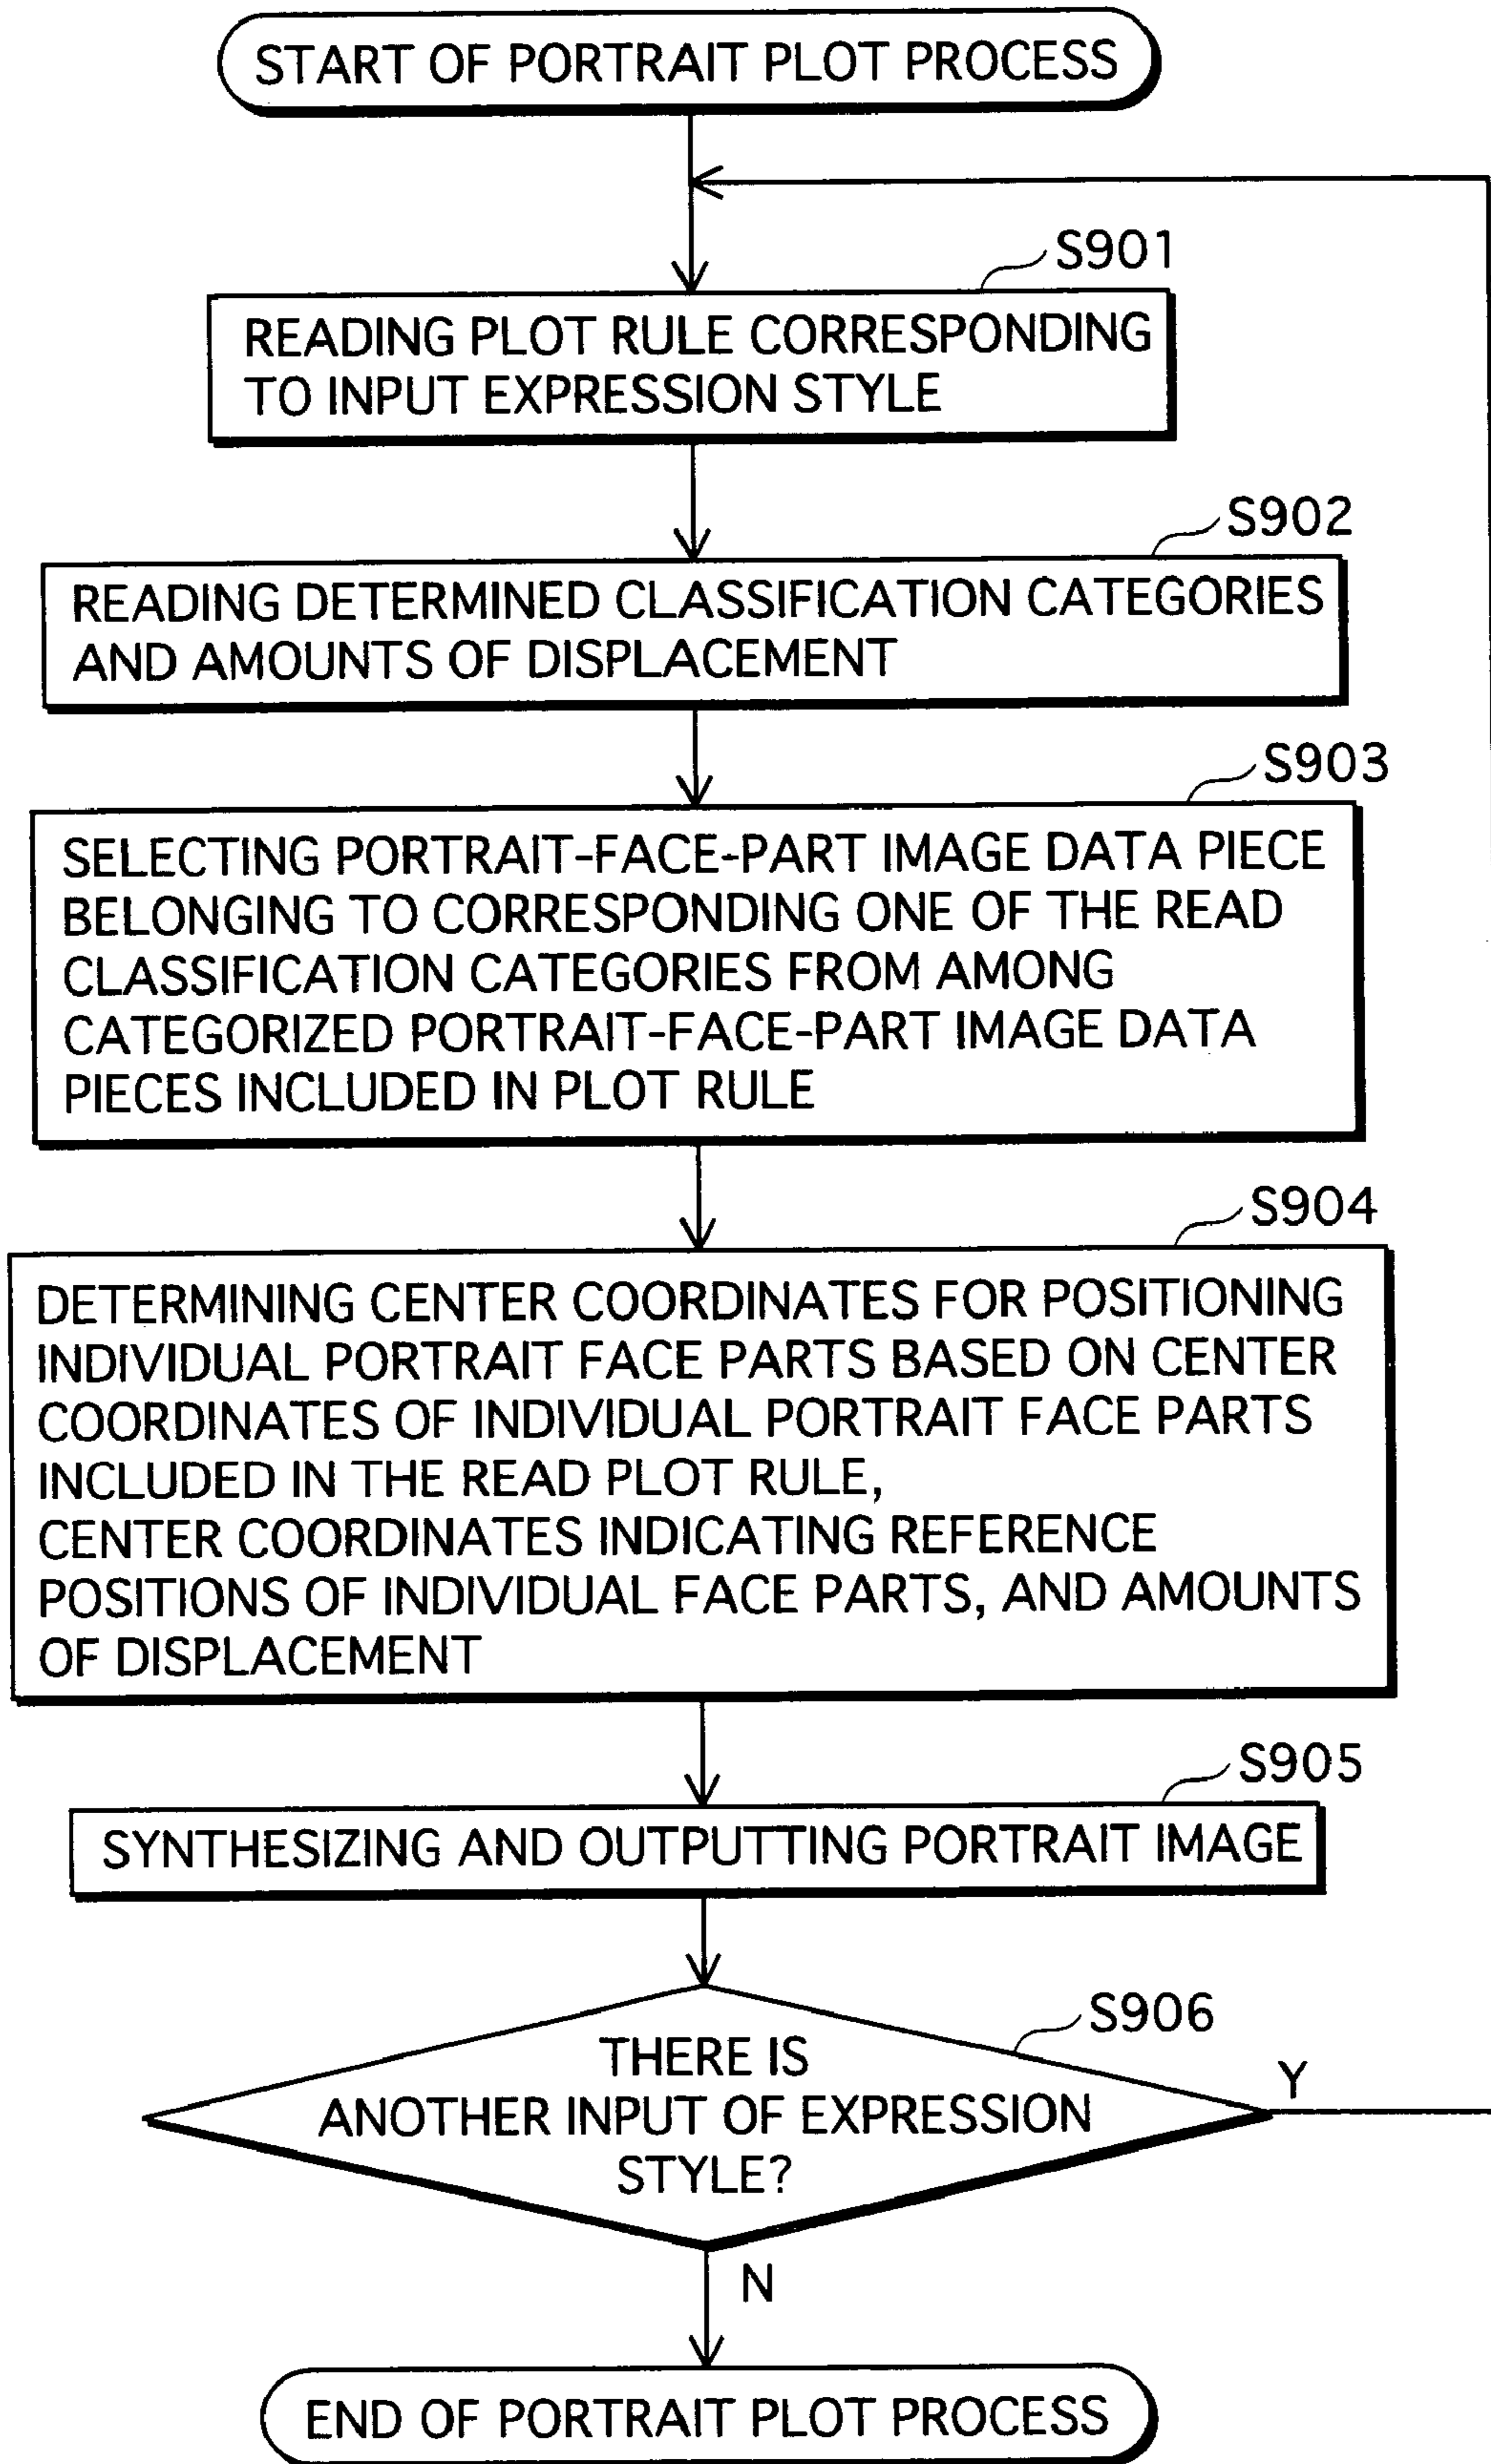 START OF PORTRAIT PLOT PROCESS
S901
READING PLOT RULE CORRESPONDING
TO INPUT EXPRESSION STYLE
S902
READING DETERMINED CLASSIFICATION CATEGORIES
AND AMOUNTS OF DISPLACEMENT
S903
SELECTING PORTRAIT-FACE-PART IMAGE DATA PIECE
BELONGING TO CORRESPONDING ONE OF THE READ
CLASSIFICATION CATEGORIES FROM AMONG
CATEGORIZED PORTRAIT-FACE-PART IMAGE DATA
PIECES INCLUDED IN PLOT RULE
S904
DETERMINING CENTER COORDINATES FOR POSITIONING
INDIVIDUAL PORTRAIT FACE PARTS BASED ON CENTER
COORDINATES OF INDIVIDUAL PORTRAIT FACE PARTS
INCLUDED IN THE READ PLOT RULE,
CENTER COORDINATES INDICATING REFERENCE
POSITIONS OF INDIVIDUAL FACE PARTS, AND AMOUNTS
OF DISPLACEMENT
S905
SYNTHESIZING AND OUTPUTTING PORTRAIT IMAGE
S906
THERE IS
ANOTHER INPUT OF EXPRESSION
STYLE?
Y
N
END OF PORTRAIT PLOT PROCESS